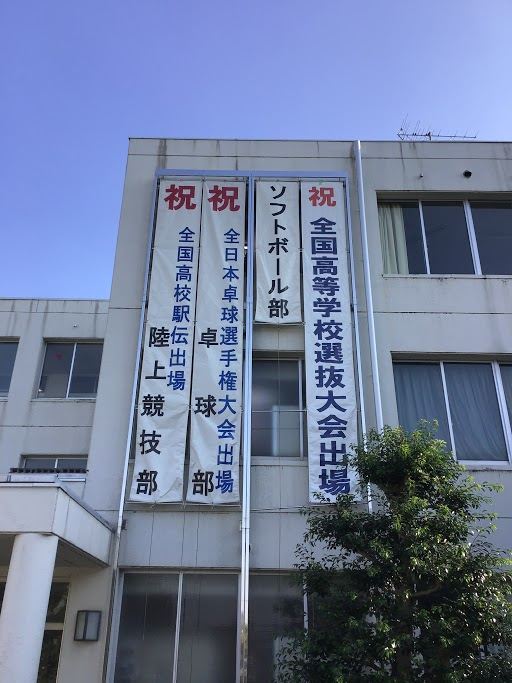 祝 全国高等学校選抜大会出場
ソフトボール部
祝 全日本卓球選手権大会出場
卓球部
祝 全国高校駅伝出場
陸上競技部